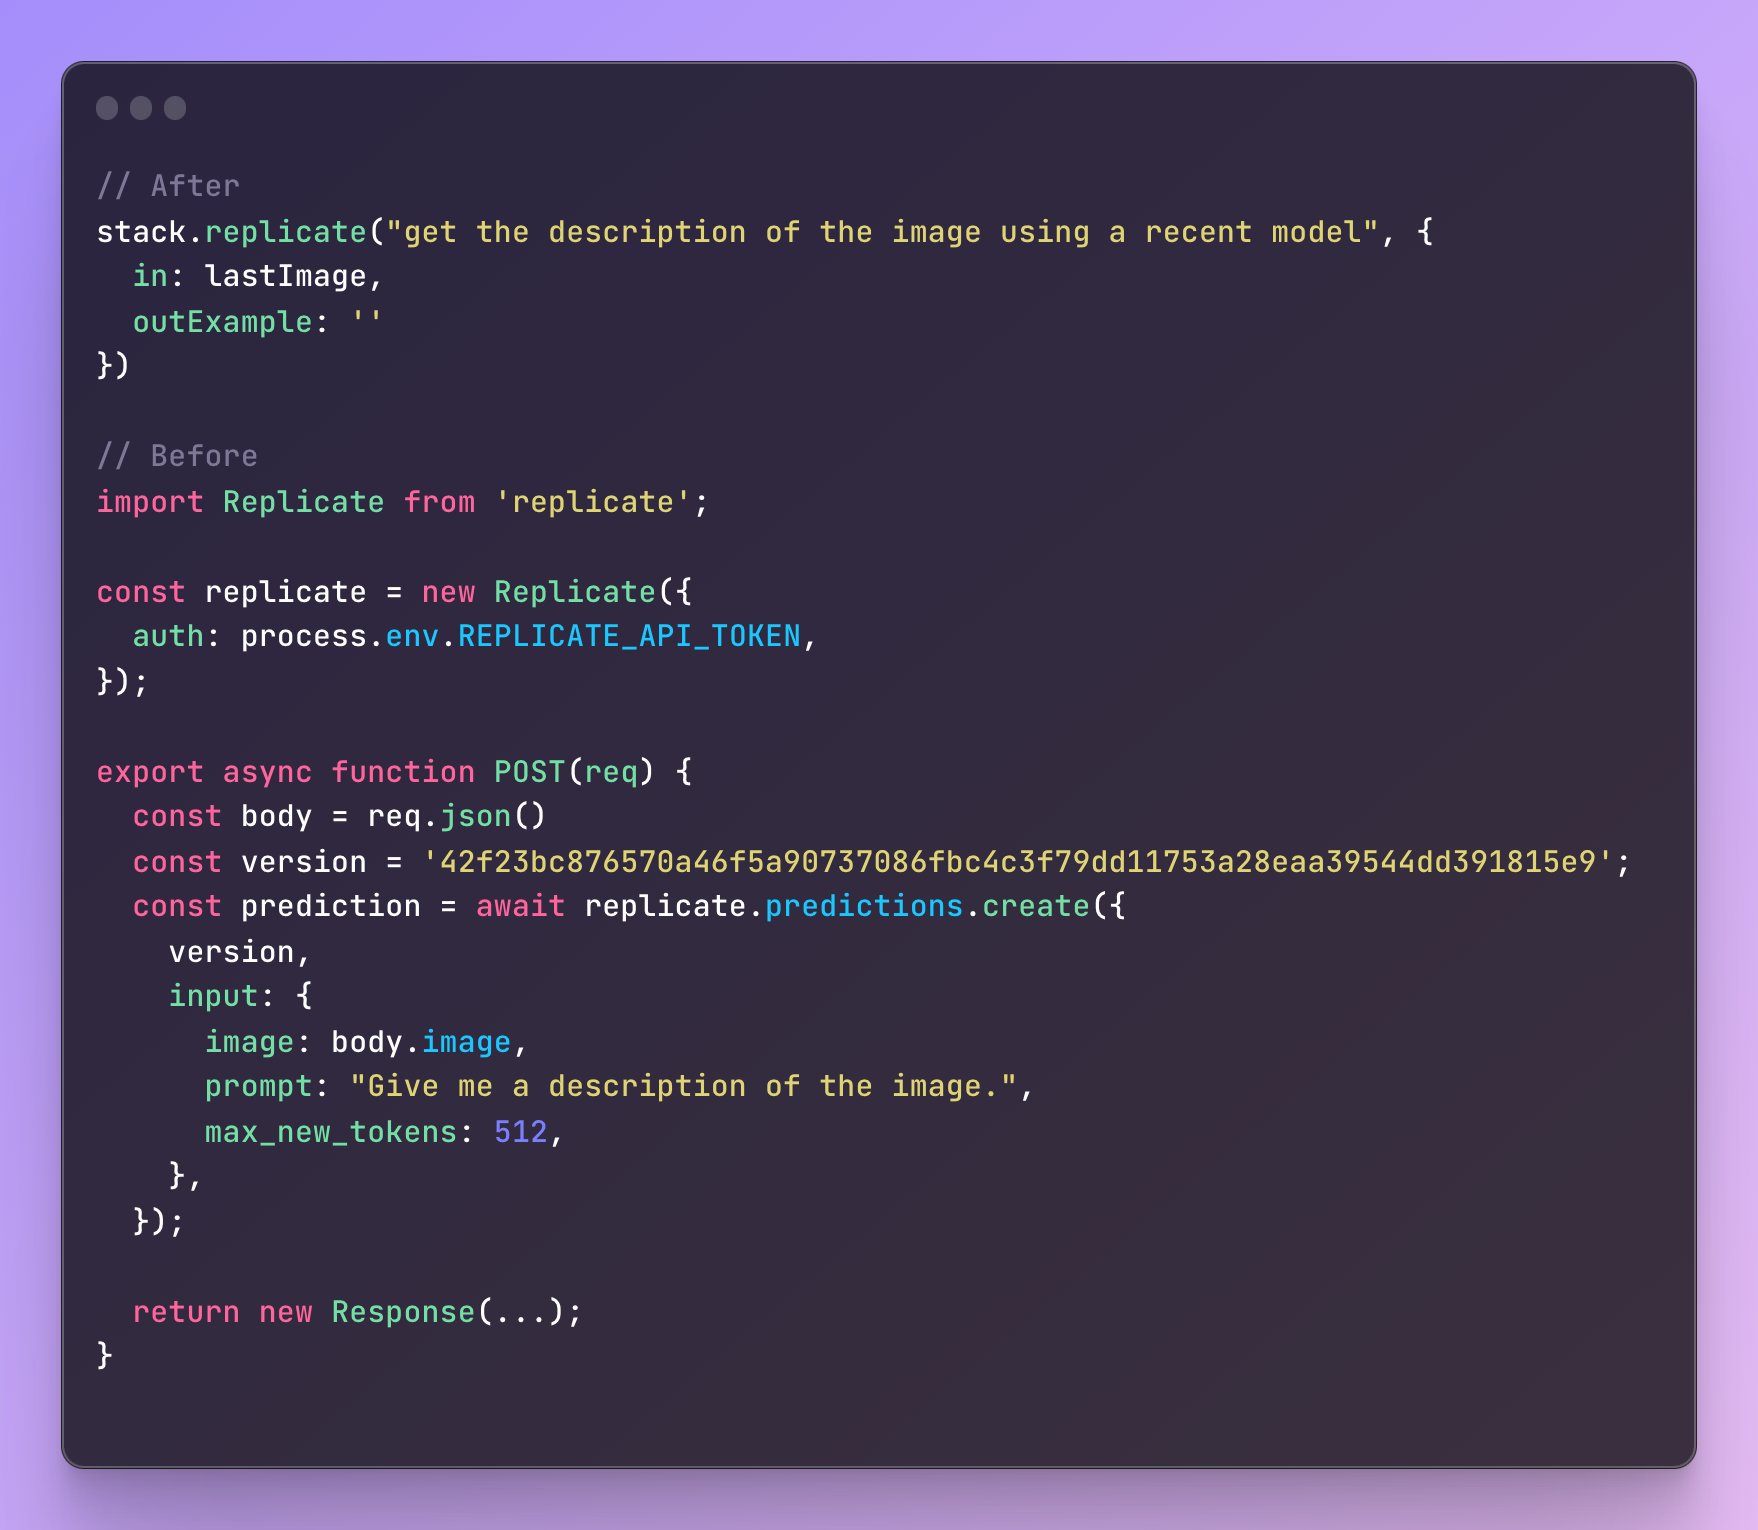 // After
stack.replicate("get the description of the image using a recent model", {
  in: lastImage,
  outExample: ''
})

// Before
import Replicate from 'replicate';

const replicate = new Replicate({
  auth: process.env.REPLICATE_API_TOKEN,
});

export async function POST(req) {
  const body = req.json()
  const version = '42f23bc876570a46f5a90737086fbc4c3f79dd11753a28eaa39544dd391815e9';
  const prediction = await replicate.predictions.create({
    version,
    input: {
      image: body.image,
      prompt: "Give me a description of the image.",
      max_new_tokens: 512,
    },
  });

  return new Response(...);
}